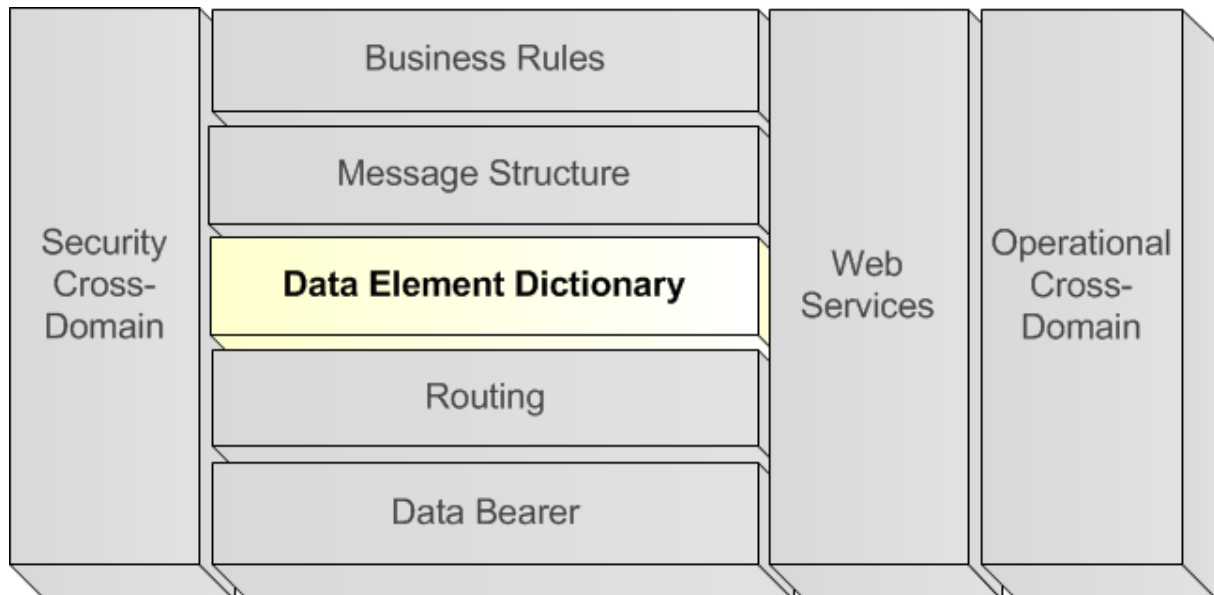 Business Rules
Message Structure
Data Element Dictionary
Routing
Data Bearer
Security
Cross-
Domain
Web
Services
Operational
Cross-
Domain